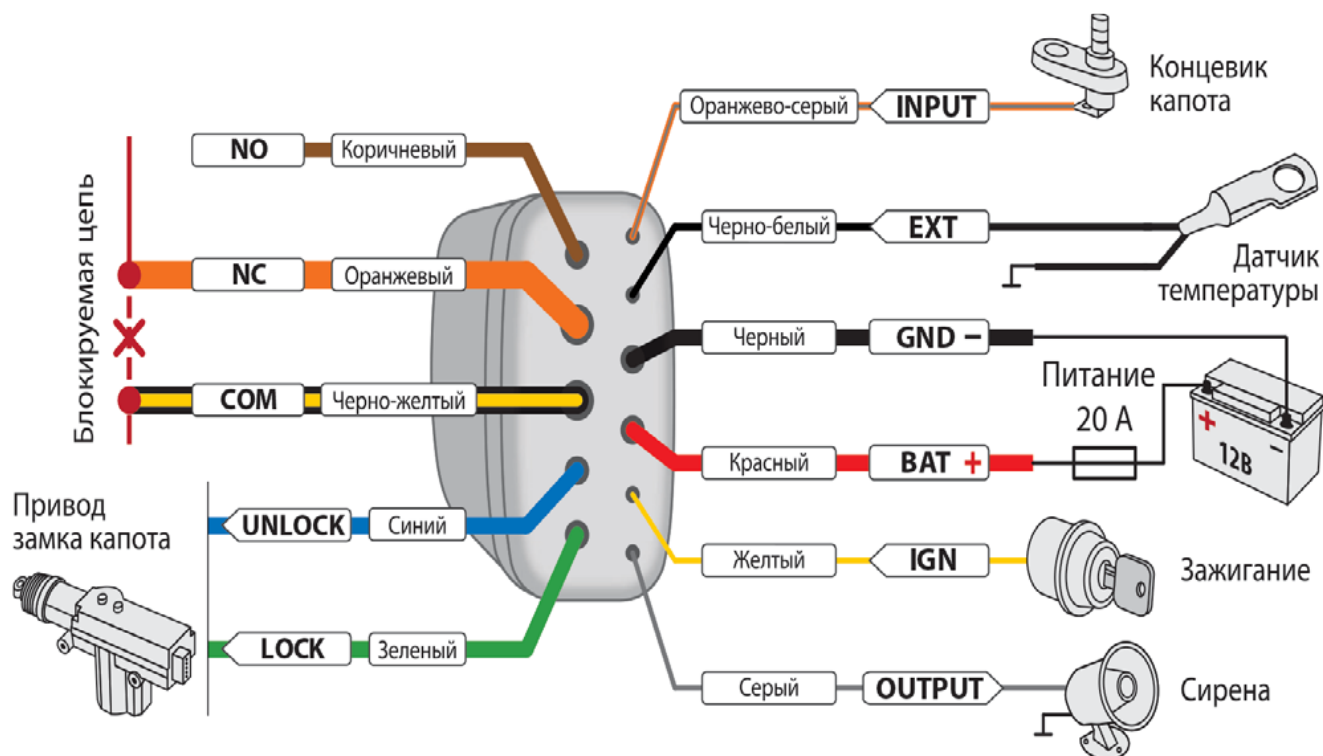 Концевик
капота
Оранжево-серый
INPUT
NO
Коричневый
Блокируемая цепь
Черно-белый
EXT
Датчик
температуры
NC
Оранжевый
Черный
GND –
Питание
20 А
COM
Черно-желтый
Красный
BAT +
+
–
12В
Привод
замка капота
UNLOCK
Синий
Желтый
IGN
Зажигание
LOCK
Зеленый
Серый
OUTPUT
Сирена